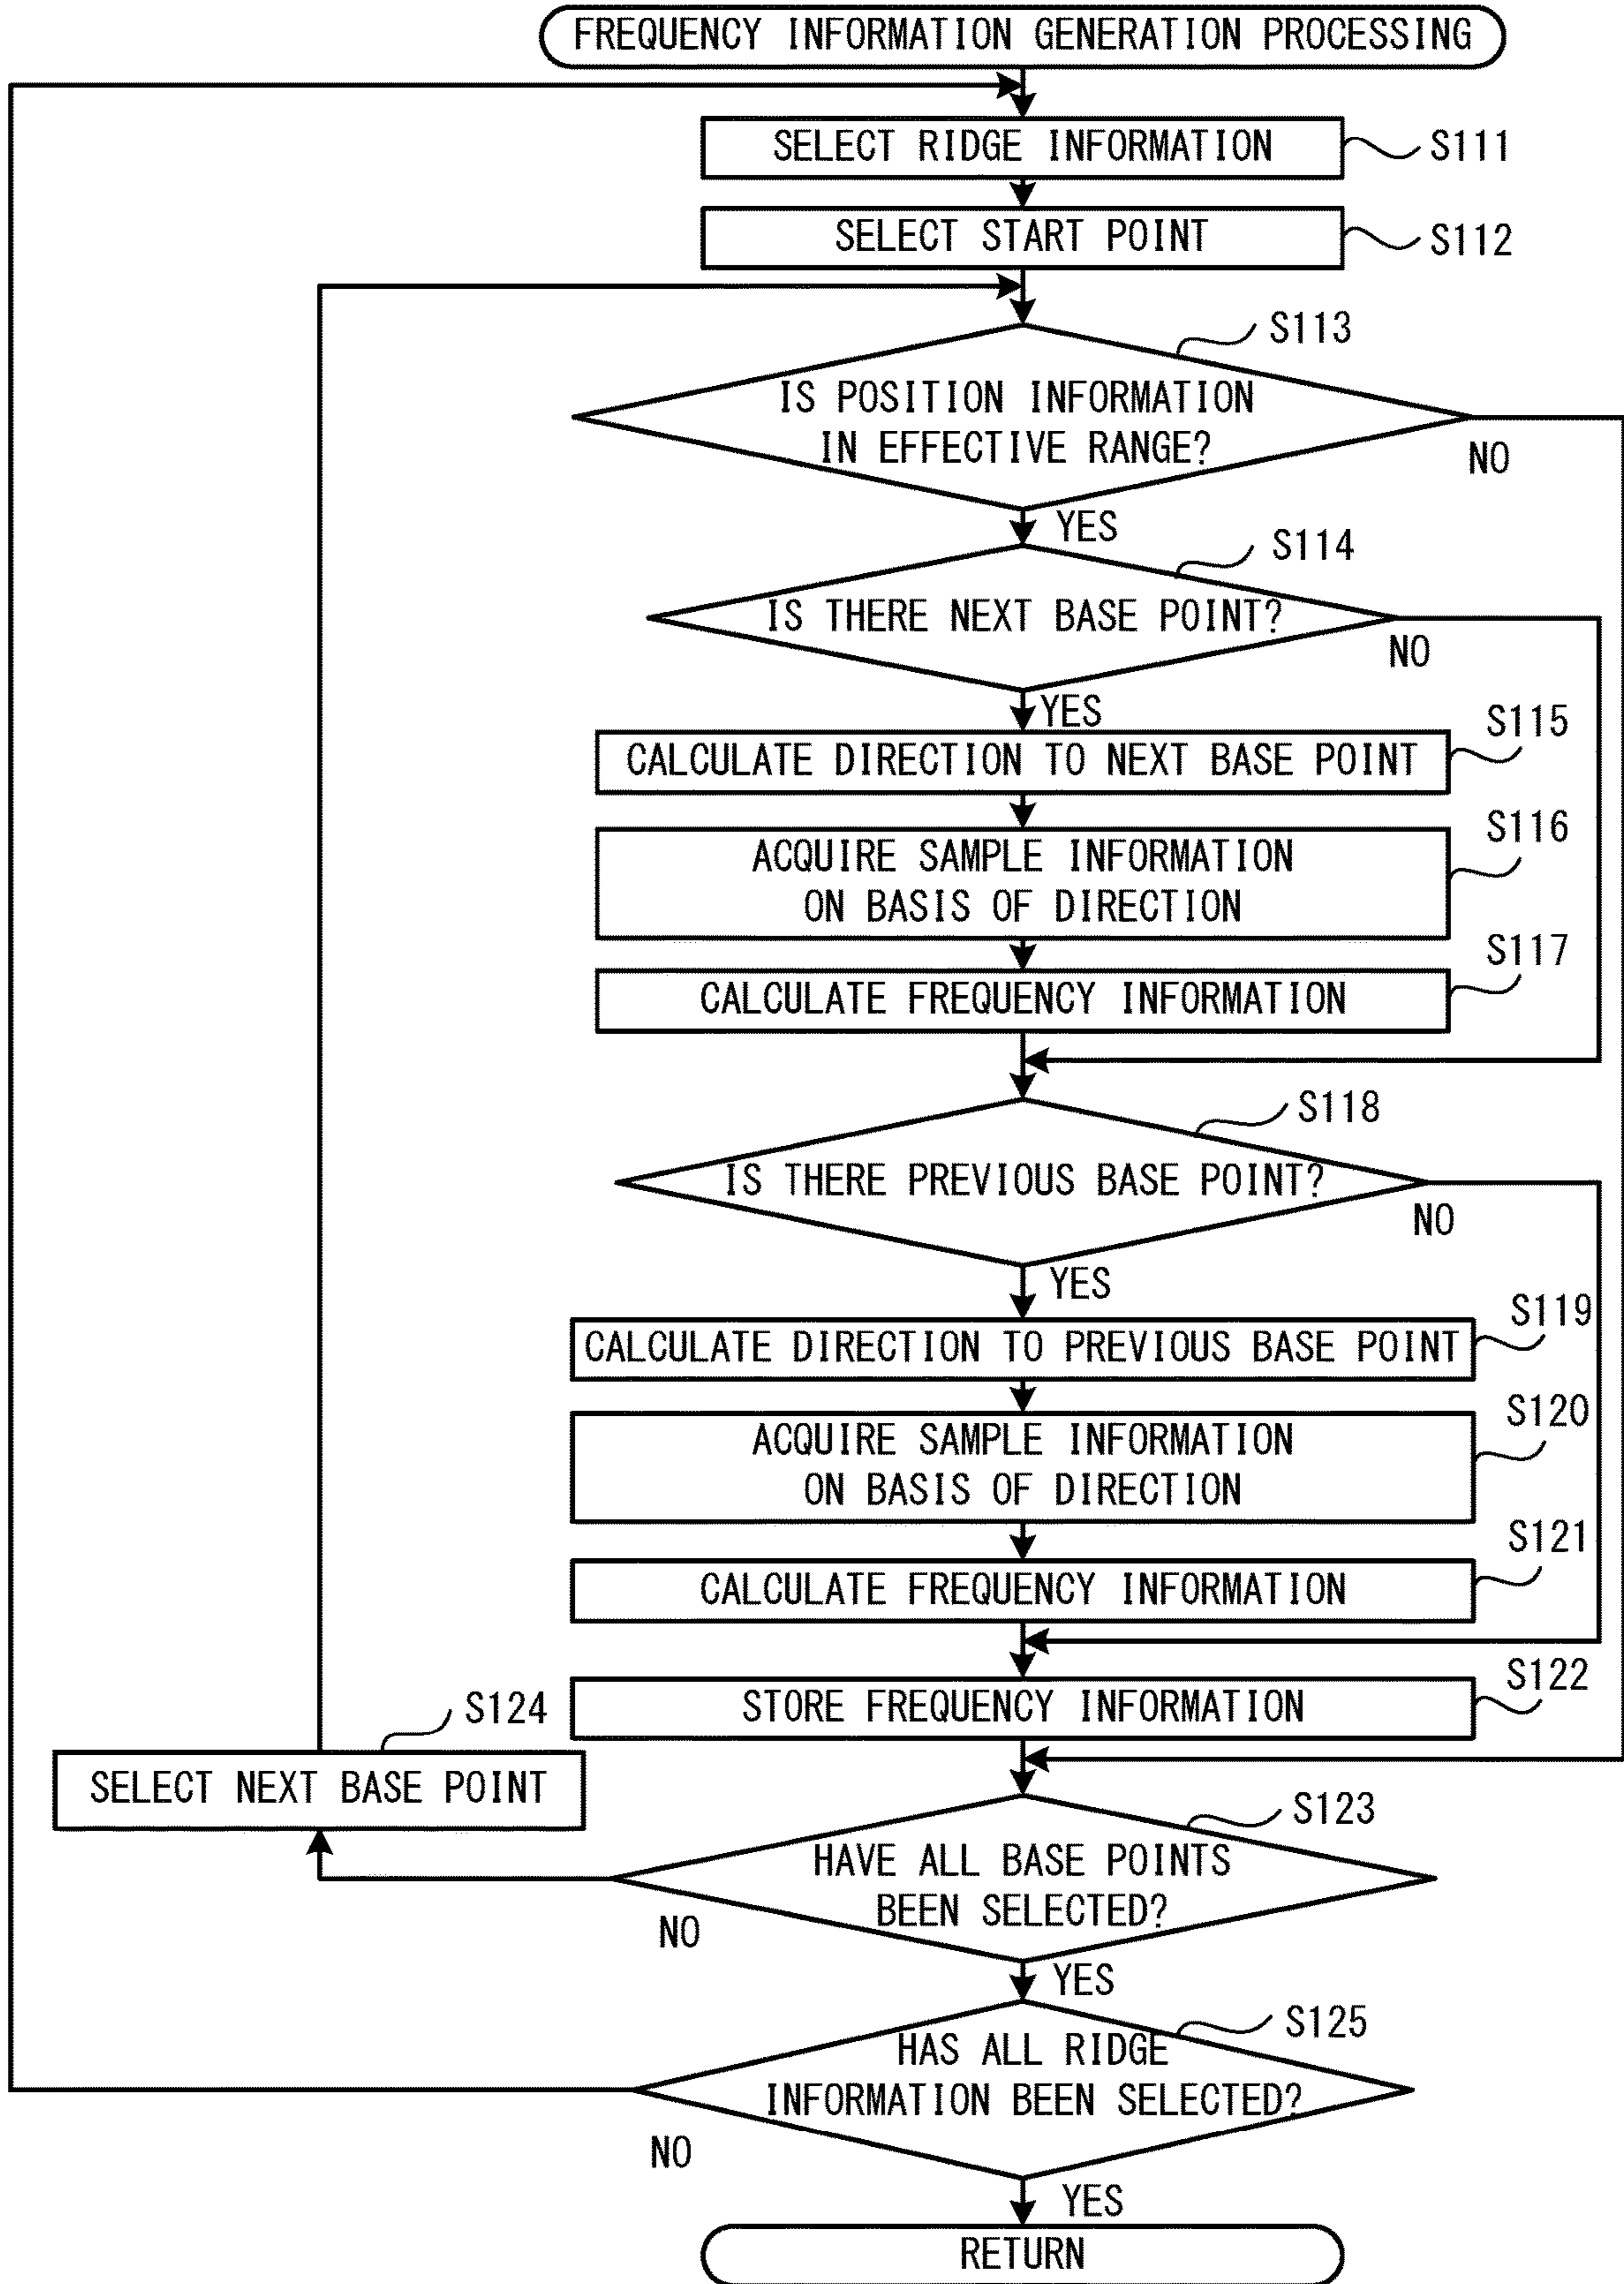 FREQUENCY INFORMATION GENERATION PROCESSING
SELECT RIDGE INFORMATION
S111
SELECT START POINT
S112
S113
IS POSITION INFORMATION
IN EFFECTIVE RANGE?
NO
YES
S114
IS THERE NEXT BASE POINT?
NO
YES
S115
CALCULATE DIRECTION TO NEXT BASE POINT
S116
ACQUIRE SAMPLE INFORMATION
ON BASIS OF DIRECTION
S117
CALCULATE FREQUENCY INFORMATION
S118
IS THERE PREVIOUS BASE POINT?
NO
YES
S119
CALCULATE DIRECTION TO PREVIOUS BASE POINT
S120
ACQUIRE SAMPLE INFORMATION
ON BASIS OF DIRECTION
S121
CALCULATE FREQUENCY INFORMATION
S122
STORE FREQUENCY INFORMATION
S124
SELECT NEXT BASE POINT
S123
HAVE ALL BASE POINTS
BEEN SELECTED?
NO
YES
S125
HAS ALL RIDGE
INFORMATION BEEN SELECTED?
NO
YES
RETURN